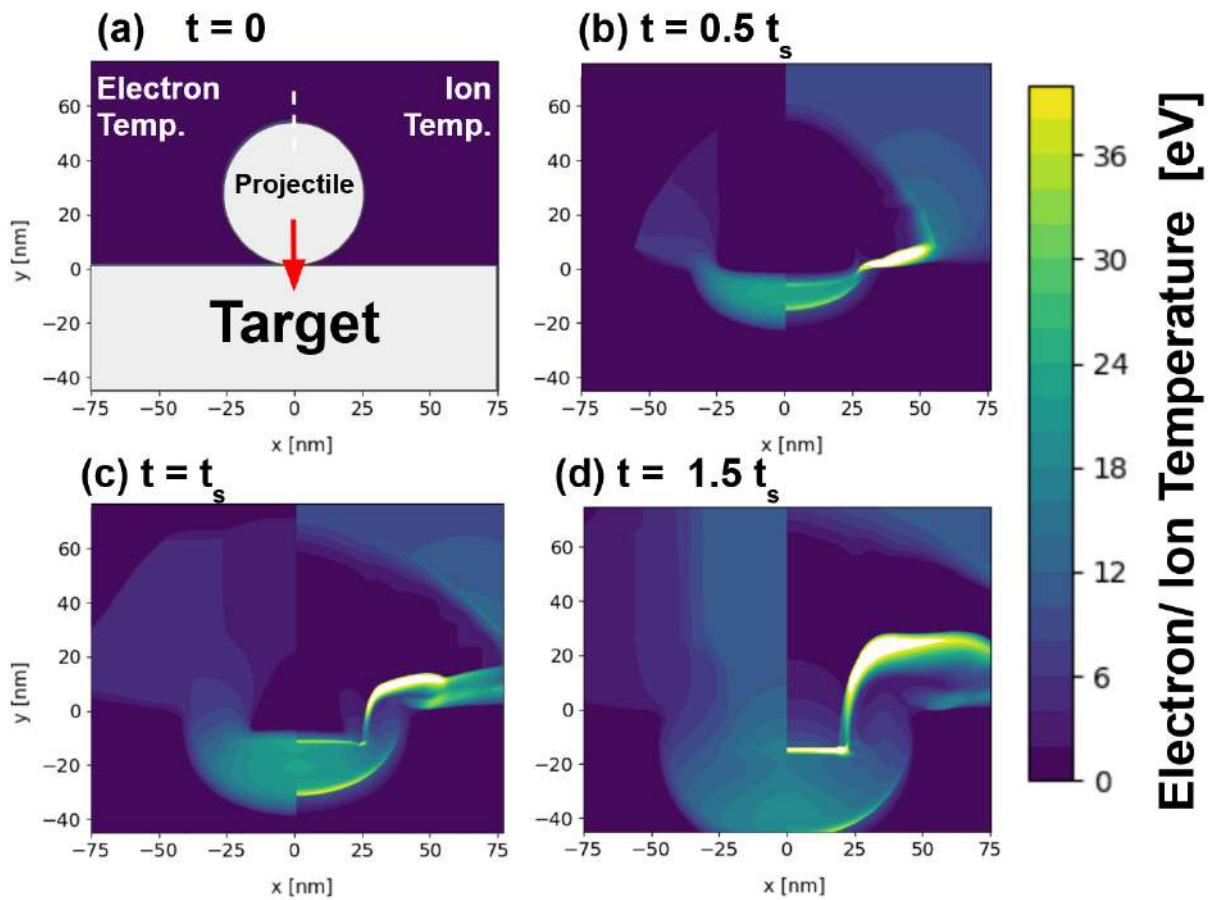 (a) t = 0
Electron
Temp.
Ion
Temp.
Projectile
Target
60
40
20
0
−20
−40
y [nm]
−75 −50 −25 0 25 50 75
x [nm]
(b) t = 0.5 t_s
60
40
20
0
−20
−40
−75 −50 −25 0 25 50 75
x [nm]
(c) t = t_s
60
40
20
0
−20
−40
y [nm]
−75 −50 −25 0 25 50 75
x [nm]
(d) t = 1.5 t_s
60
40
20
0
−20
−40
−75 −50 −25 0 25 50 75
x [nm]
36
30
24
18
12
6
0
Electron/ Ion Temperature [eV]